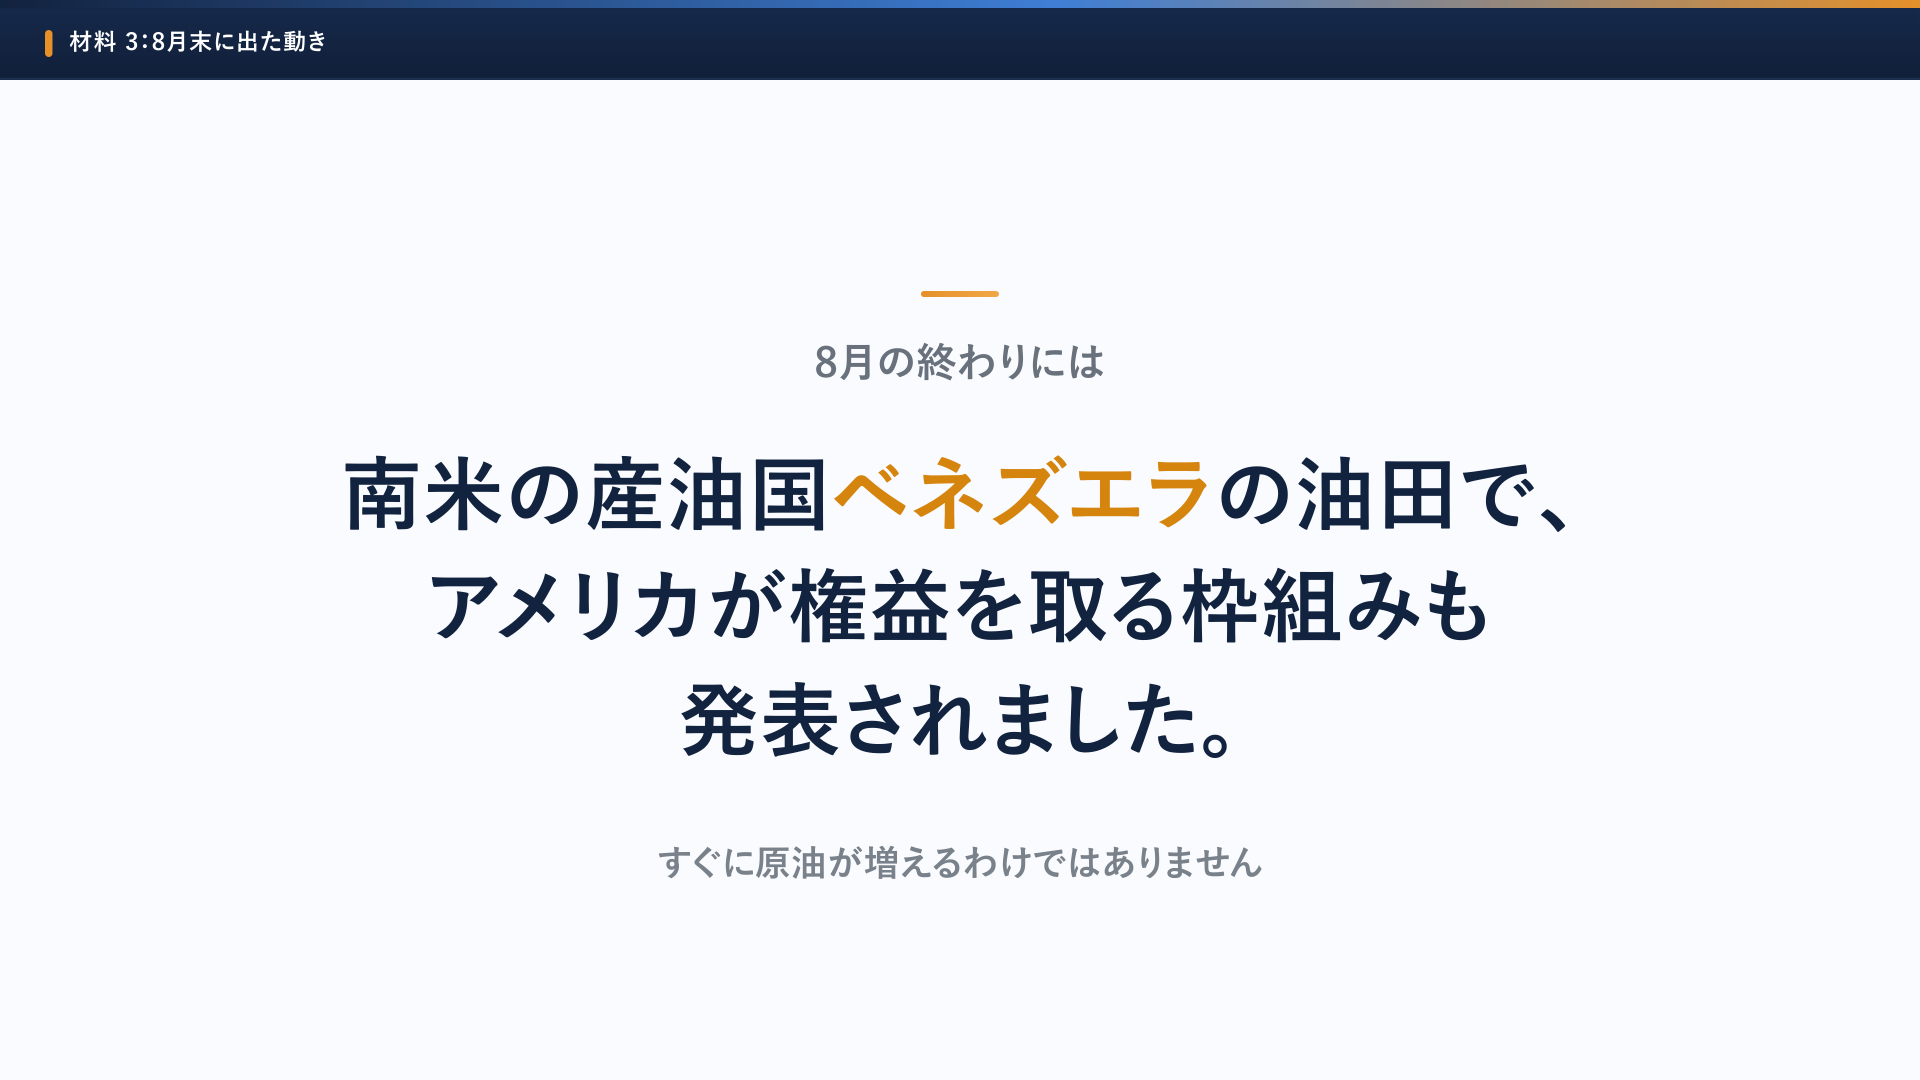 材料 3：8月末に出た動き
8月の終わりには
南米の産油国ベネズエラの油田で、
アメリカが権益を取る枠組みも
発表されました。
すぐに原油が増えるわけではありません